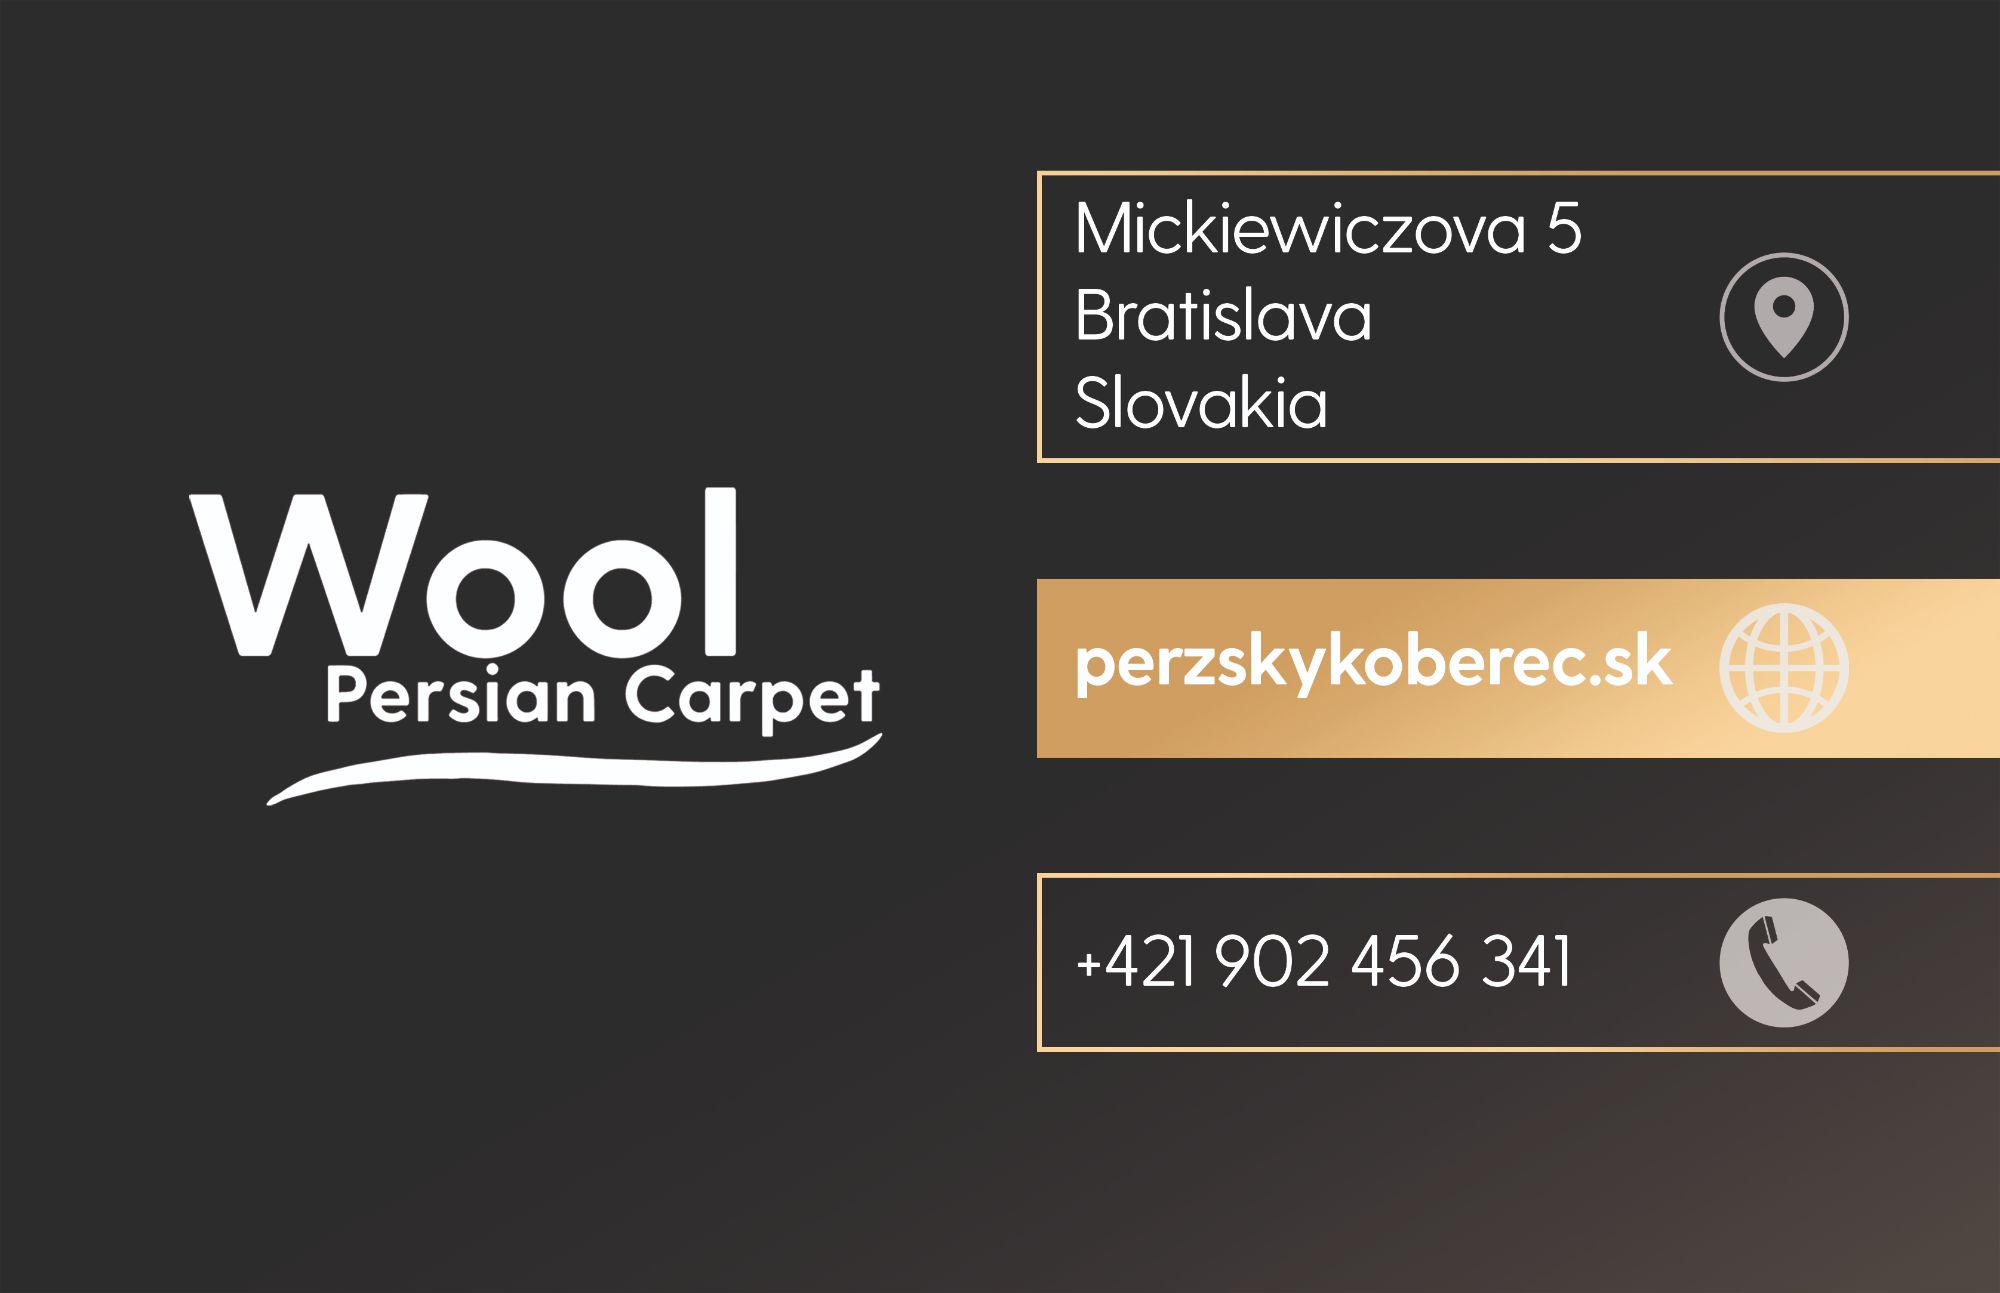 Wool
Persian Carpet
Mickiewiczova 5
Bratislava
Slovakia
perzskykoberec.sk
+421 902 456 341